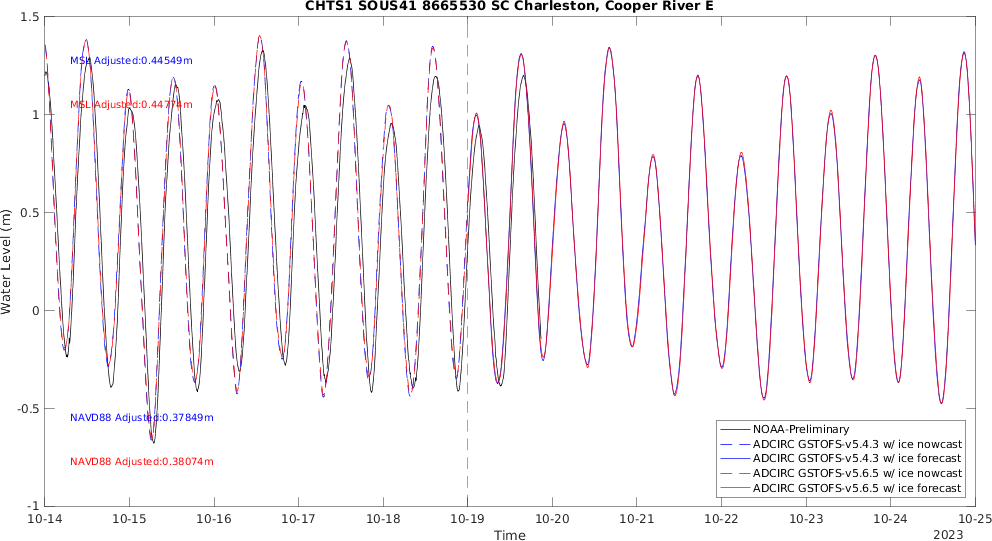 CHTS1 SOUS41 8665530 SC Charleston, Cooper River E
1.5
1
0.5
0
-0.5
-1
Water Level (m)
MSL Adjusted:0.44549m
MSL Adjusted:0.44774m
NAVD88 Adjusted:0.37849m
NAVD88 Adjusted:0.38074m
NOAA-Preliminary
ADCIRC GSTOFS-v5.4.3 w/ ice nowcast
ADCIRC GSTOFS-v5.4.3 w/ ice forecast
ADCIRC GSTOFS-v5.6.5 w/ ice nowcast
ADCIRC GSTOFS-v5.6.5 w/ ice forecast
10-14 10-15 10-16 10-17 10-18 10-19 10-20 10-21 10-22 10-23 10-24 10-25
Time
2023